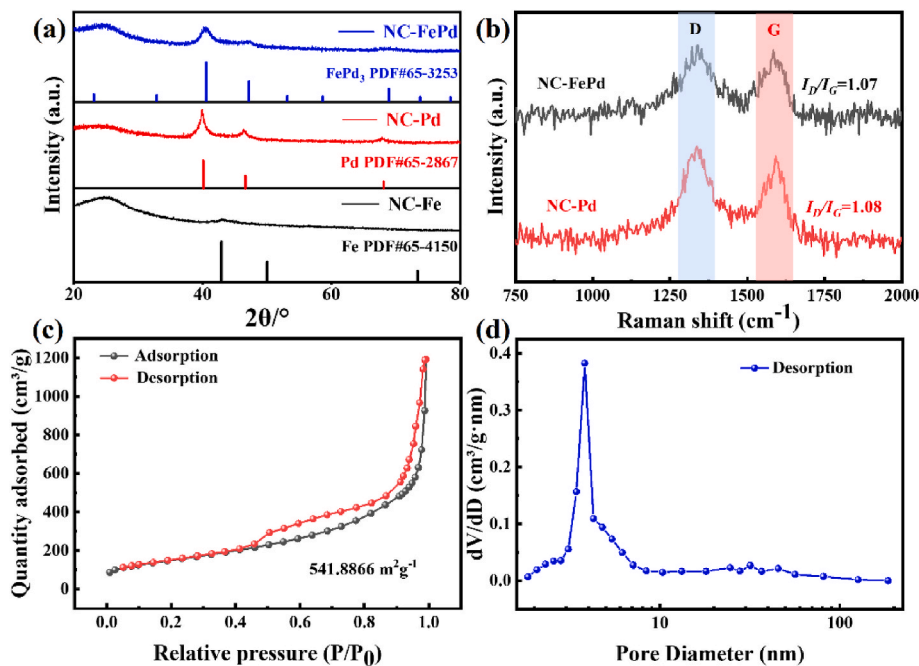 (a)
NC-FePd
FePd3 PDF#65-3253
NC-Pd
Pd PDF#65-2867
NC-Fe
Fe PDF#65-4150
Intensity (a.u.)
20 40 60 80
2θ/°
(b)
D G
NC-FePd
ID/IG=1.07
NC-Pd
ID/IG=1.08
Intensity (a.u.)
750 1000 1250 1500 1750 2000
Raman shift (cm-1)
(c)
Adsorption
Desorption
1200
1000
800
600
400
200
0
541.8866 m2g-1
Quantity adsorbed (cm³/g)
0.0 0.2 0.4 0.6 0.8 1.0
Relative pressure (P/P0)
(d)
Desorption
0.4
0.3
0.2
0.1
0.0
dV/dD (cm³/g·nm)
10 100
Pore Diameter (nm)